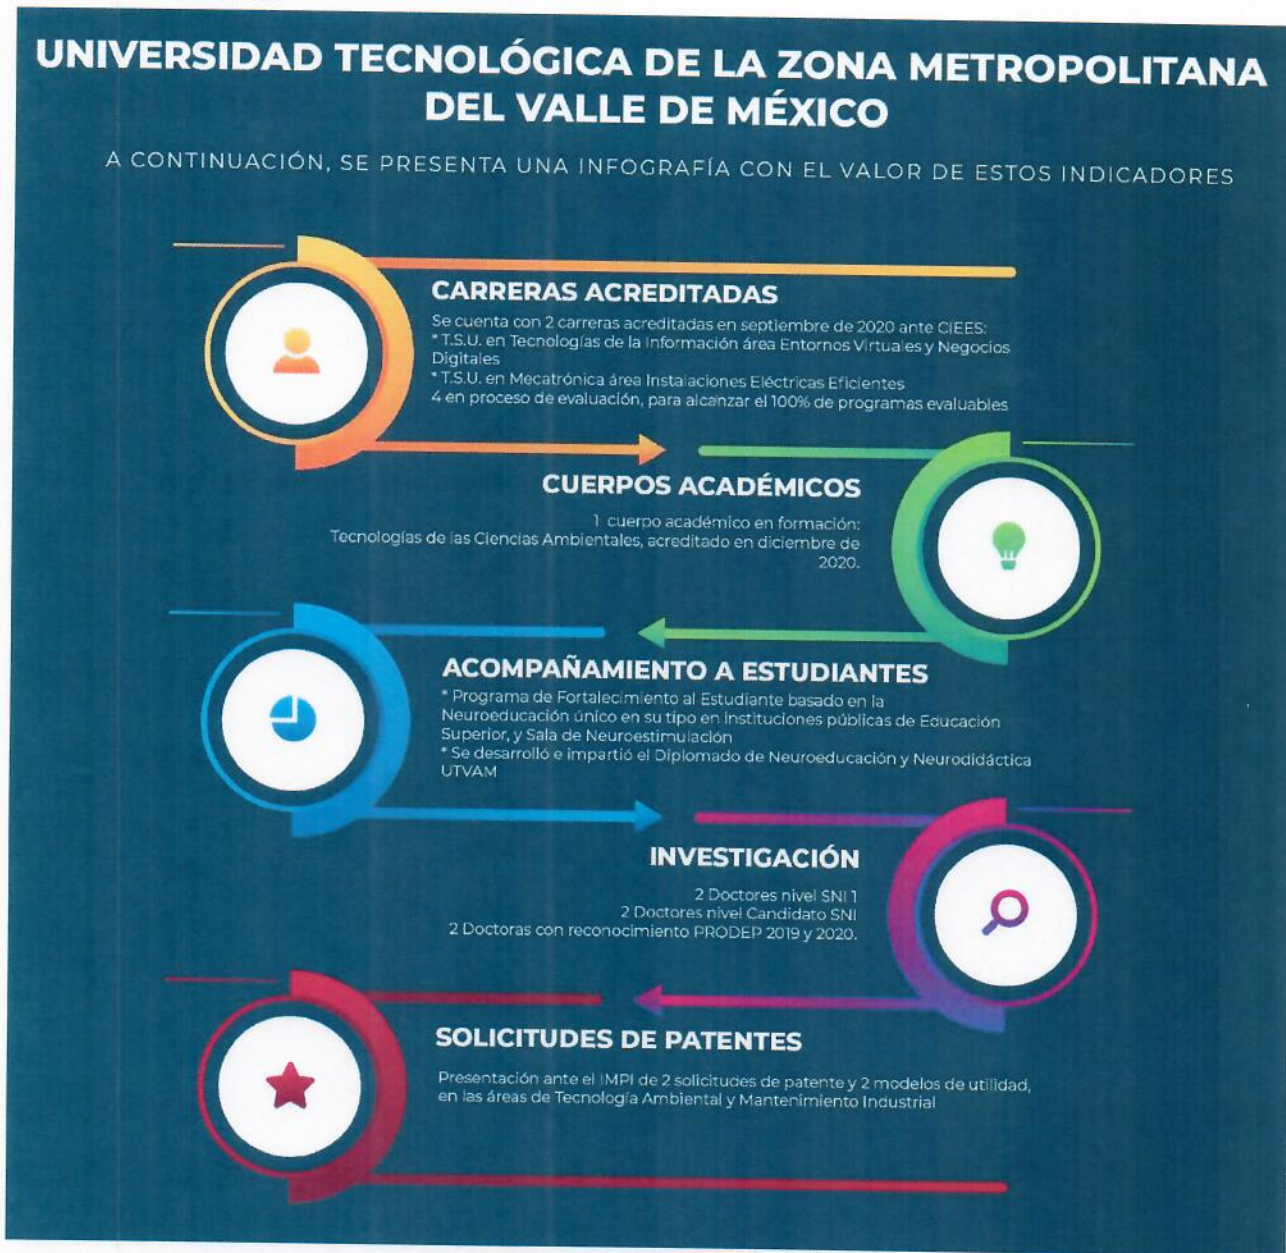 UNIVERSIDAD TECNOLÓGICA DE LA ZONA METROPOLITANA
DEL VALLE DE MÉXICO
A CONTINUACIÓN, SE PRESENTA UNA INFOGRAFÍA CON EL VALOR DE ESTOS INDICADORES
CARRERAS ACREDITADAS
Se cuenta con 2 carreras acreditadas en septiembre de 2020 ante CIEES:
* T.S.U. en Tecnologías de la Información área Entornos Virtuales y Negocios
Digitales
* T.S.U. en Mecatrónica área Instalaciones Eléctricas Eficientes
4 en proceso de evaluación, para alcanzar el 100% de programas evaluables
CUERPOS ACADÉMICOS
1 cuerpo académico en formación:
Tecnologías de las Ciencias Ambientales, acreditado en diciembre de
2020.
ACOMPAÑAMIENTO A ESTUDIANTES
* Programa de Fortalecimiento al Estudiante basado en la
Neuroeducación único en su tipo en instituciones públicas de Educación
Superior, y Sala de Neuroestimulación
* Se desarrolló e impartió el Diplomado de Neuroeducación y Neurodidáctica
UTVAM
INVESTIGACIÓN
2 Doctores nivel SNI 1
2 Doctores nivel Candidato SNI
2 Doctoras con reconocimiento PRODEP 2019 y 2020.
SOLICITUDES DE PATENTES
Presentación ante el IMPI de 2 solicitudes de patente y 2 modelos de utilidad,
en las áreas de Tecnología Ambiental y Mantenimiento Industrial